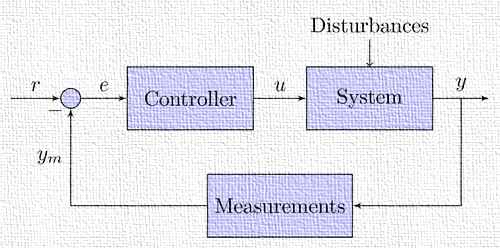 Disturbances
r
e
Controller
u
System
y
−
y_m
Measurements